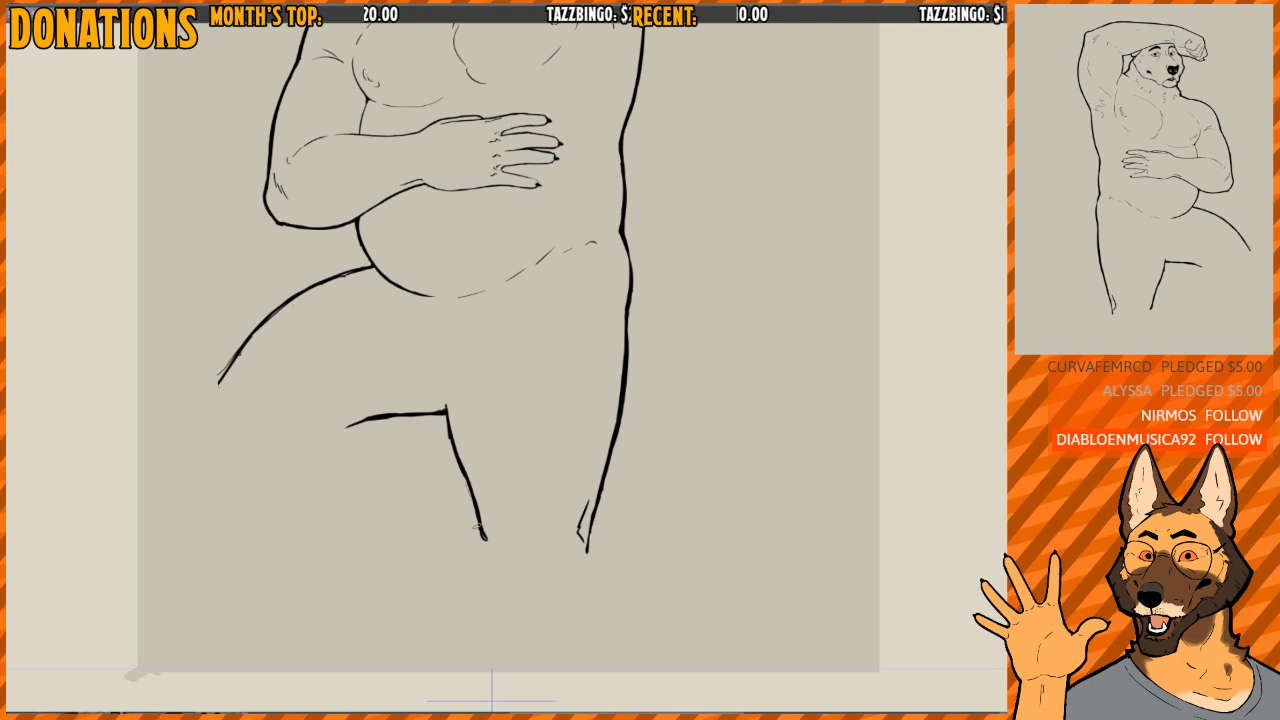 DONATIONS
MONTH'S TOP:
20.00
TAZZBINGO: $
RECENT:
0.00
TAZZBINGO: $
CURVAFEMRCD PLEDGED $5.00
ALYSSA PLEDGED $5.00
NIRMOS FOLLOW
DIABLOENMUSICA92 FOLLOW